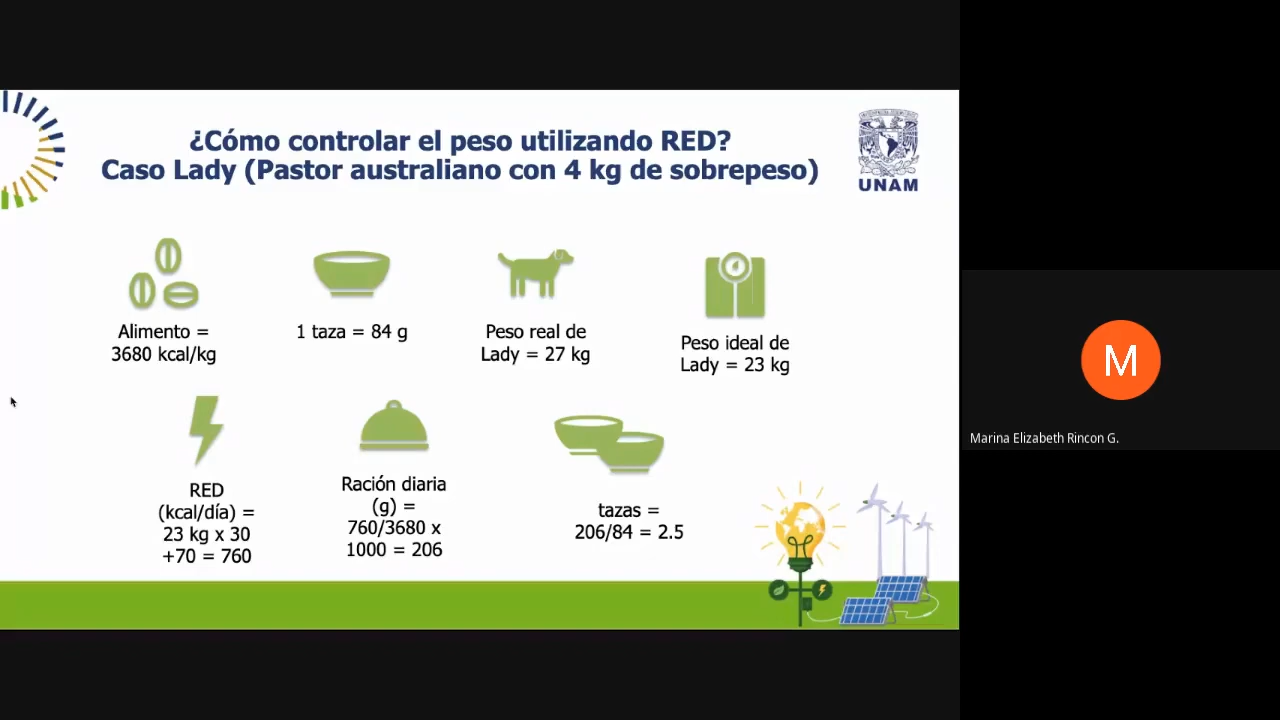 ¿Cómo controlar el peso utilizando RED?
Caso Lady (Pastor australiano con 4 kg de sobrepeso)
UNAM
Alimento =
3680 kcal/kg
1 taza = 84 g
Peso real de
Lady = 27 kg
Peso ideal de
Lady = 23 kg
RED
(kcal/día) =
23 kg x 30
+70 = 760
Ración diaria
(g) =
760/3680 x
1000 = 206
tazas =
206/84 = 2.5
M
Marina Elizabeth Rincon G.